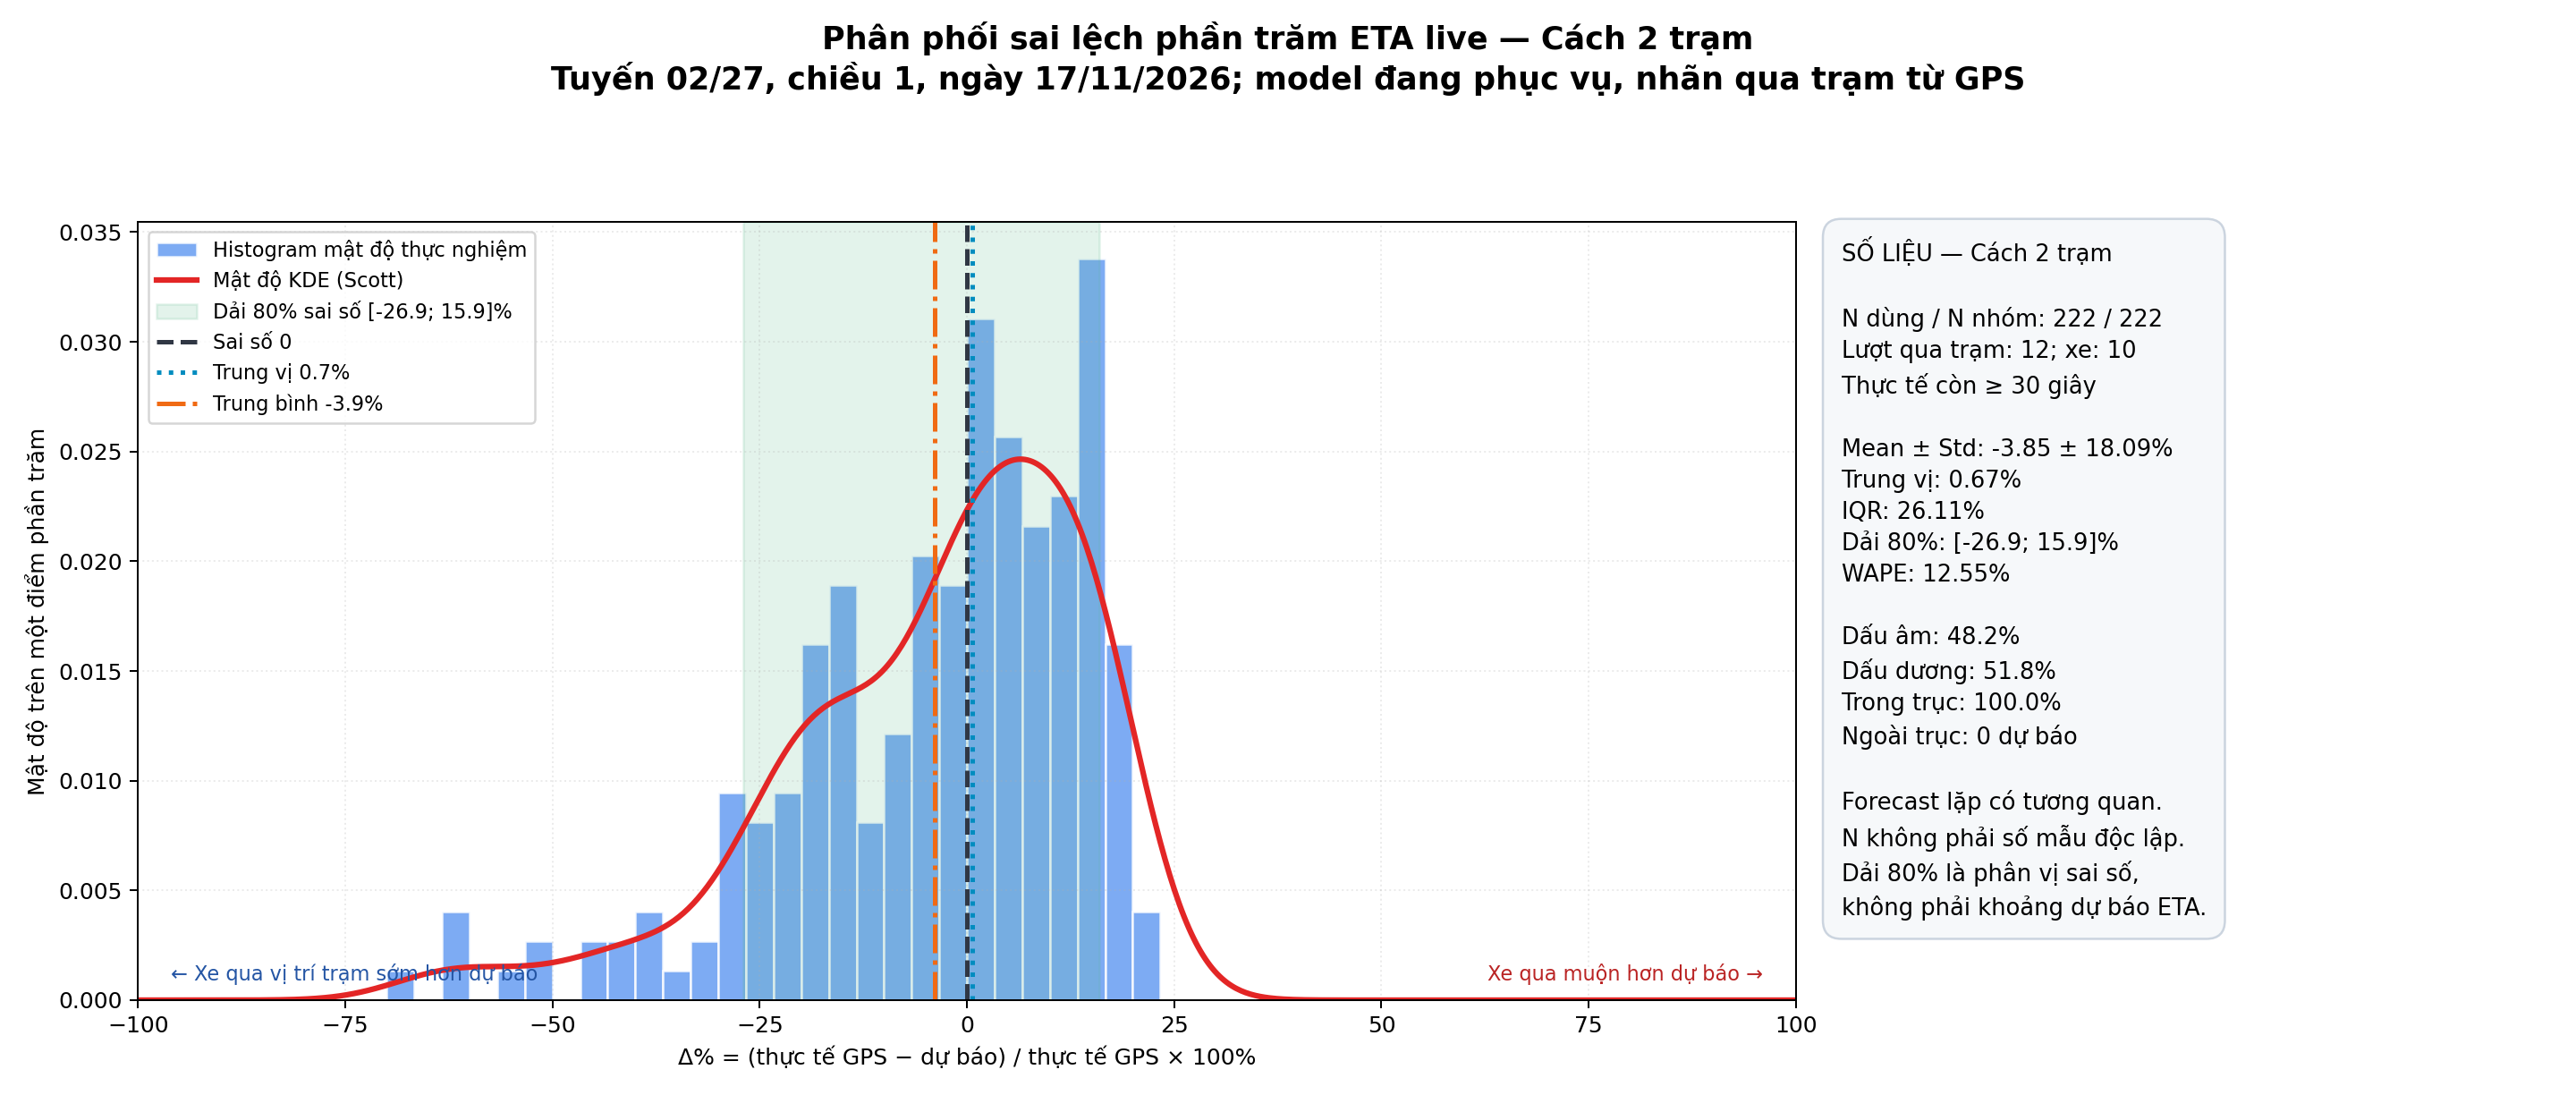 Phân phối sai lệch phần trăm ETA live — Cách 2 trạm
Tuyến 02/27, chiều 1, ngày 17/11/2026; model đang phục vụ, nhãn qua trạm từ GPS
Mật độ trên một điểm phần trăm
0.035
0.030
0.025
0.020
0.015
0.010
0.005
0.000
Histogram mật độ thực nghiệm
Mật độ KDE (Scott)
Dải 80% sai số [-26.9; 15.9]%
Sai số 0
Trung vị 0.7%
Trung bình -3.9%
← Xe qua vị trí trạm sớm hơn dự báo
Xe qua muộn hơn dự báo →
−100
−75
−50
−25
0
25
50
75
100
Δ% = (thực tế GPS − dự báo) / thực tế GPS × 100%
SỐ LIỆU — Cách 2 trạm
N dùng / N nhóm: 222 / 222
Lượt qua trạm: 12; xe: 10
Thực tế còn ≥ 30 giây
Mean ± Std: -3.85 ± 18.09%
Trung vị: 0.67%
IQR: 26.11%
Dải 80%: [-26.9; 15.9]%
WAPE: 12.55%
Dấu âm: 48.2%
Dấu dương: 51.8%
Trong trục: 100.0%
Ngoài trục: 0 dự báo
Forecast lặp có tương quan.
N không phải số mẫu độc lập.
Dải 80% là phân vị sai số,
không phải khoảng dự báo ETA.